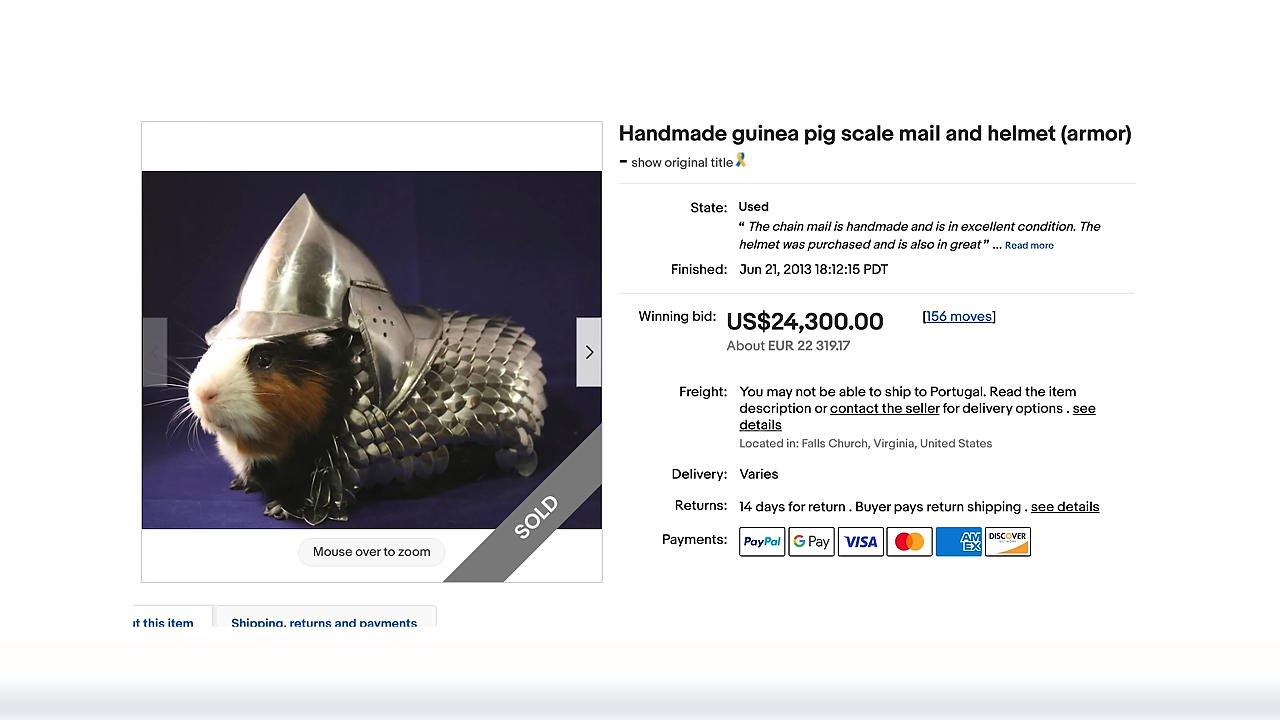 Handmade guinea pig scale mail and helmet (armor)
- show original title
State: Used
“ The chain mail is handmade and is in excellent condition. The
helmet was purchased and is also in great ” ... Read more
Finished: Jun 21, 2013 18:12:15 PDT
Winning bid: US$24,300.00 [156 moves]
About EUR 22 319.17
Freight: You may not be able to ship to Portugal. Read the item
description or contact the seller for delivery options . see
details
Located in: Falls Church, Virginia, United States
Delivery: Varies
Returns: 14 days for return . Buyer pays return shipping . see details
Payments: PayPal G Pay VISA AM EX DISCOVER
SOLD
Mouse over to zoom
ut this item Shipping, returns and payments